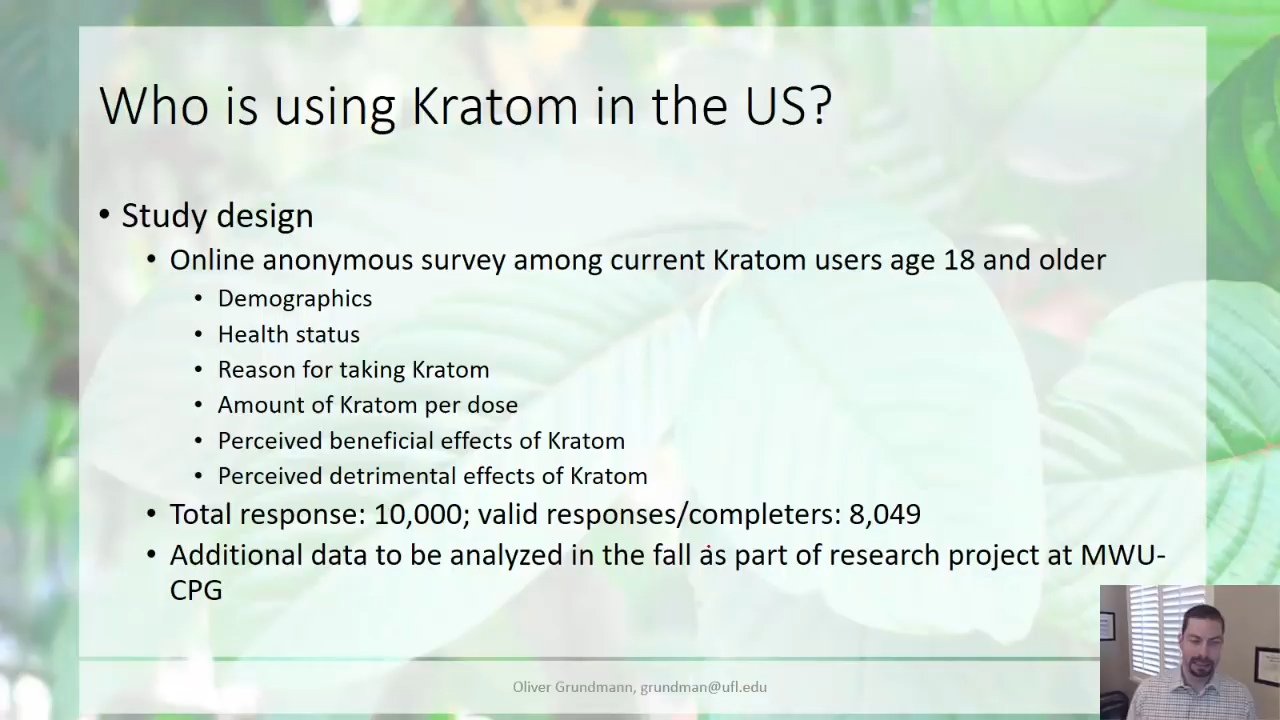 Who is using Kratom in the US?
• Study design
• Online anonymous survey among current Kratom users age 18 and older
• Demographics
• Health status
• Reason for taking Kratom
• Amount of Kratom per dose
• Perceived beneficial effects of Kratom
• Perceived detrimental effects of Kratom
• Total response: 10,000; valid responses/completers: 8,049
• Additional data to be analyzed in the fall as part of research project at MWU-
CPG
Oliver Grundmann, grundman@ufl.edu